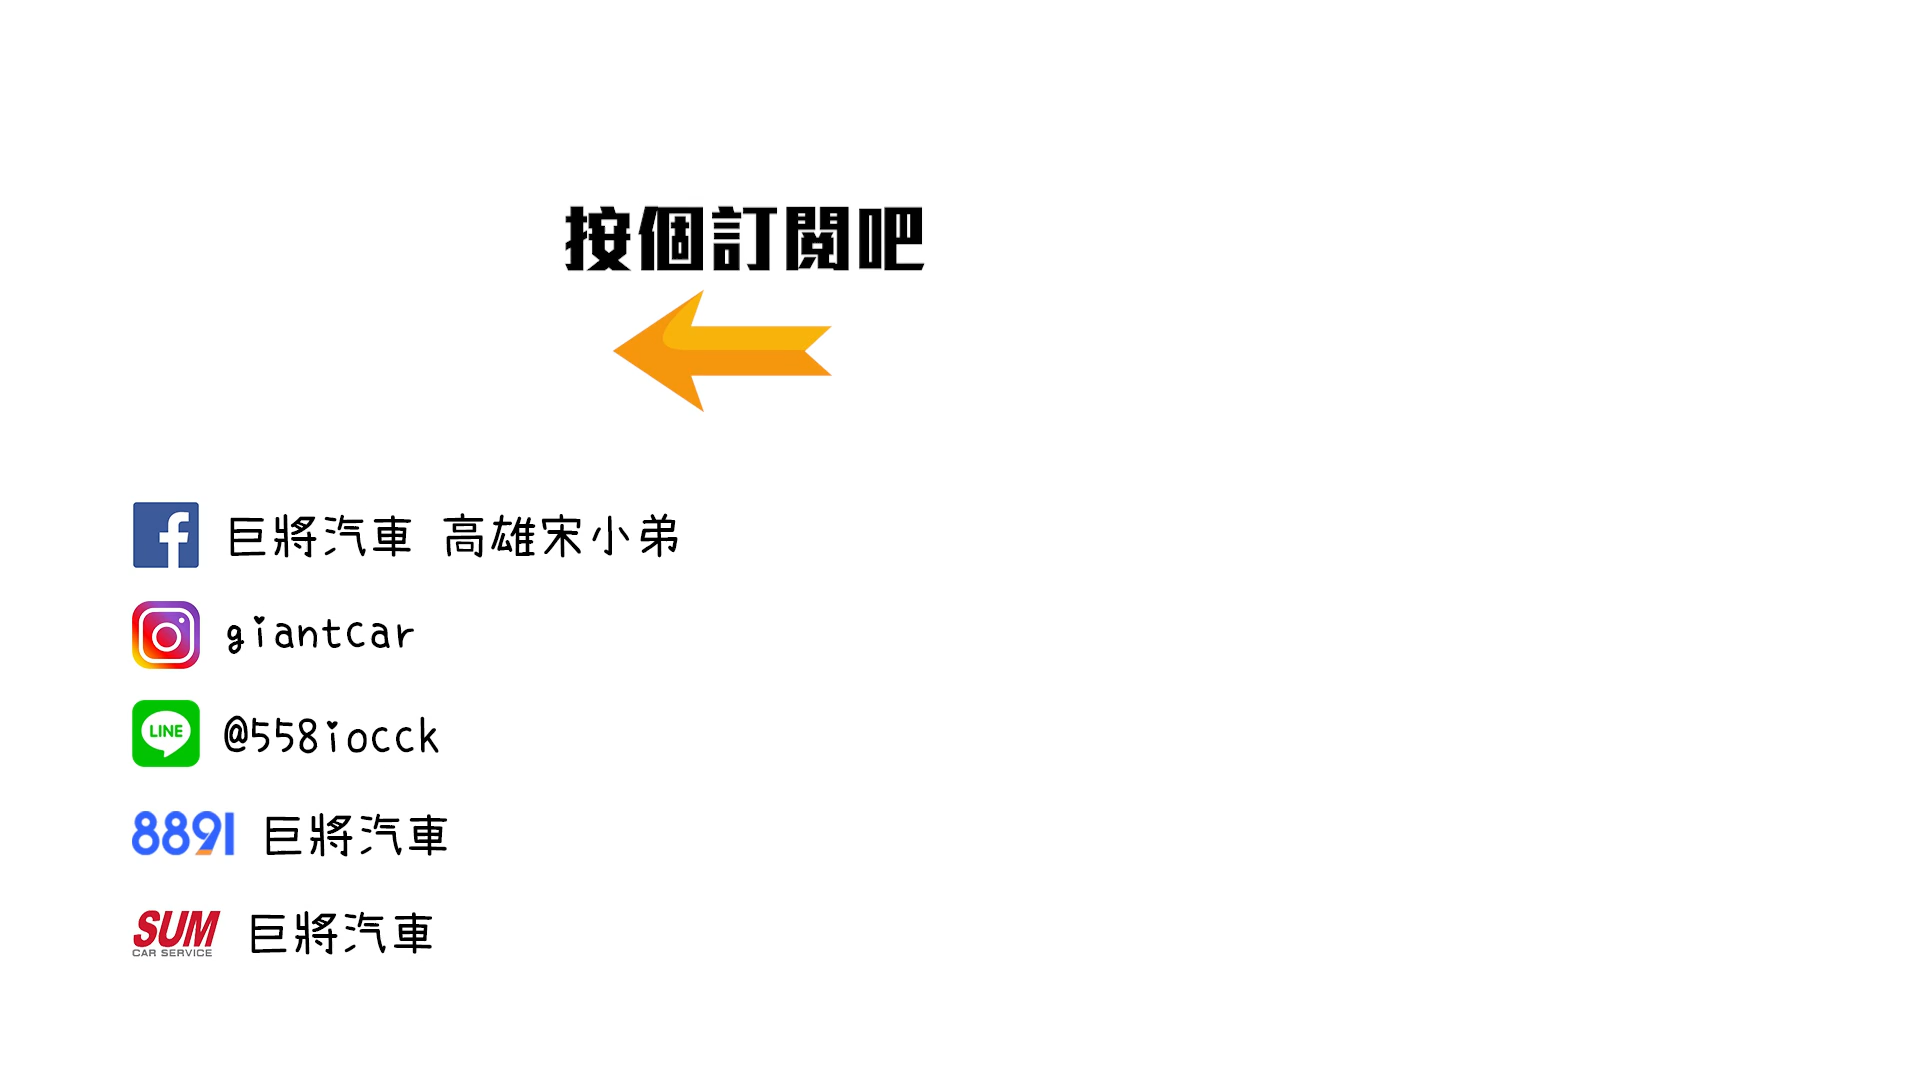 按個訂閱吧
巨將汽車 高雄宋小弟
giantcar
LINE @558iocck
8891 巨將汽車
SUM CAR SERVICE 巨將汽車